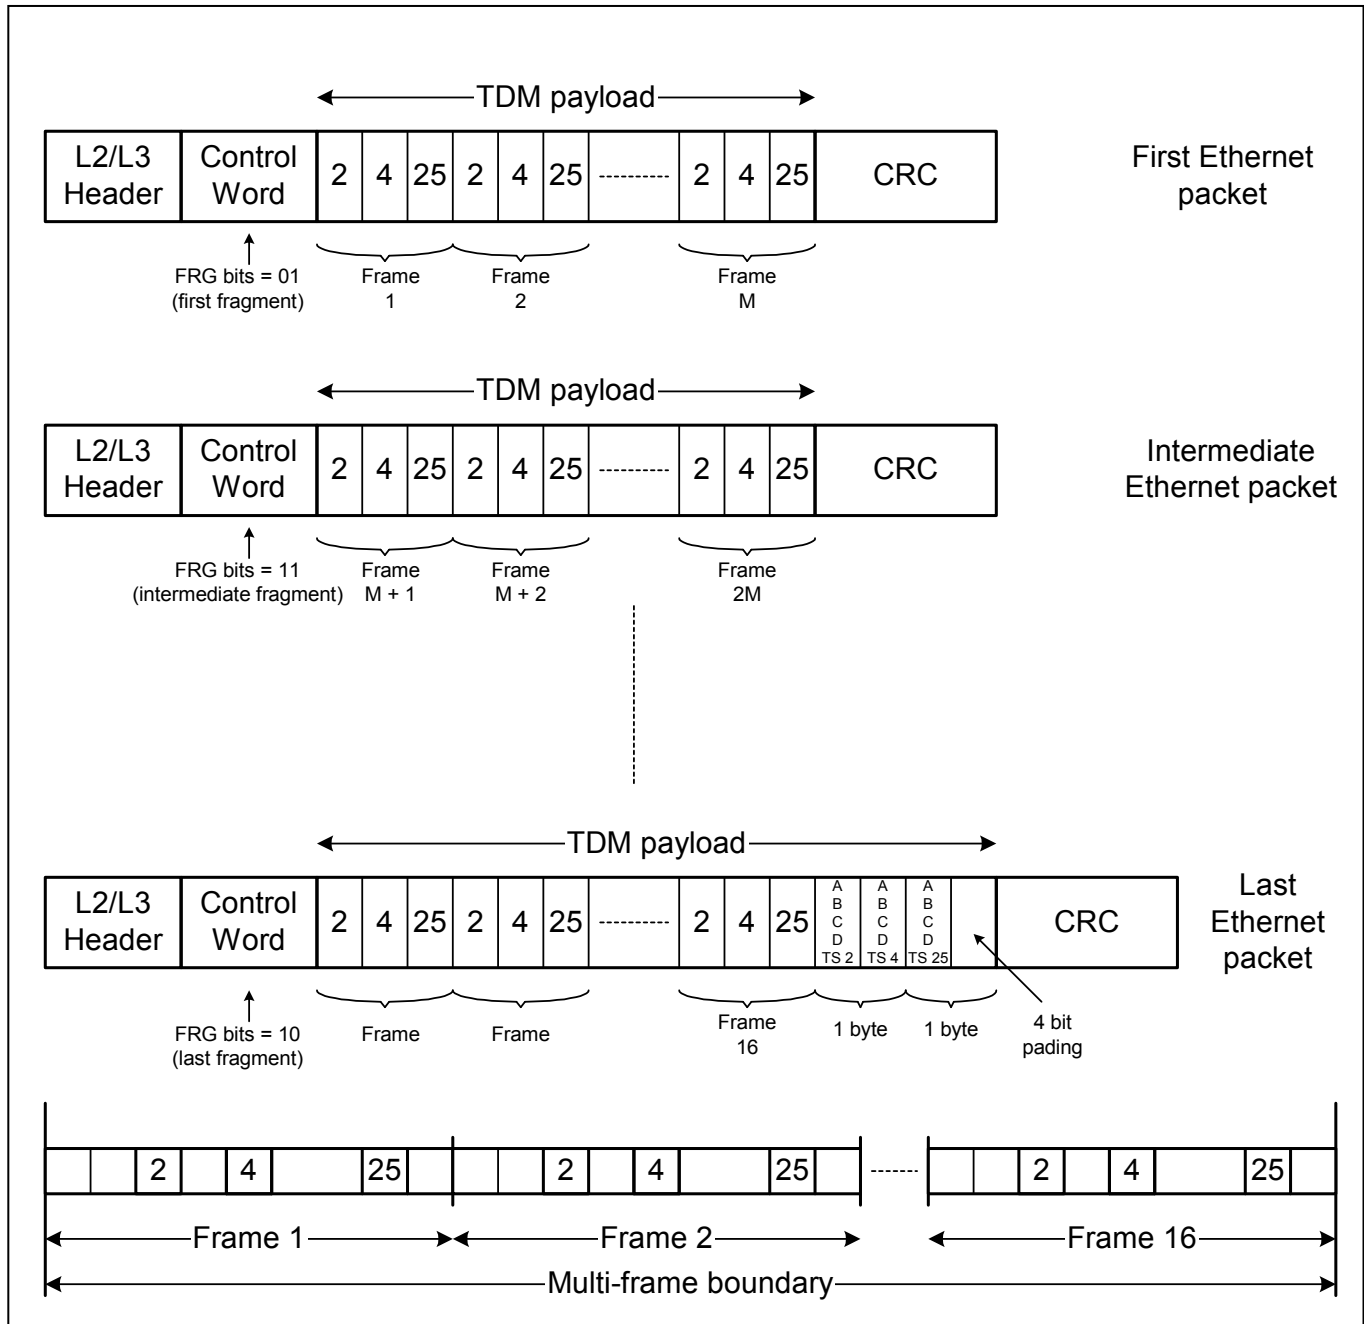 TDM payload
L2/L3 Header
Control Word
2 4 25 2 4 25 2 4 25
CRC
First Ethernet packet
FRG bits = 01
(first fragment)
Frame 1
Frame 2
Frame M
TDM payload
L2/L3 Header
Control Word
2 4 25 2 4 25 2 4 25
CRC
Intermediate
Ethernet packet
FRG bits = 11
(intermediate fragment)
Frame M + 1
Frame M + 2
Frame 2M
TDM payload
L2/L3 Header
Control Word
2 4 25 2 4 25 2 4 25
A B C D TS 2
A B C D TS 4
A B C D TS 25
CRC
Last Ethernet packet
FRG bits = 10
(last fragment)
Frame
Frame
Frame 16
1 byte
1 byte
4 bit pading
2 4 25 2 4 25 2 4 25
Frame 1
Frame 2
Frame 16
Multi-frame boundary